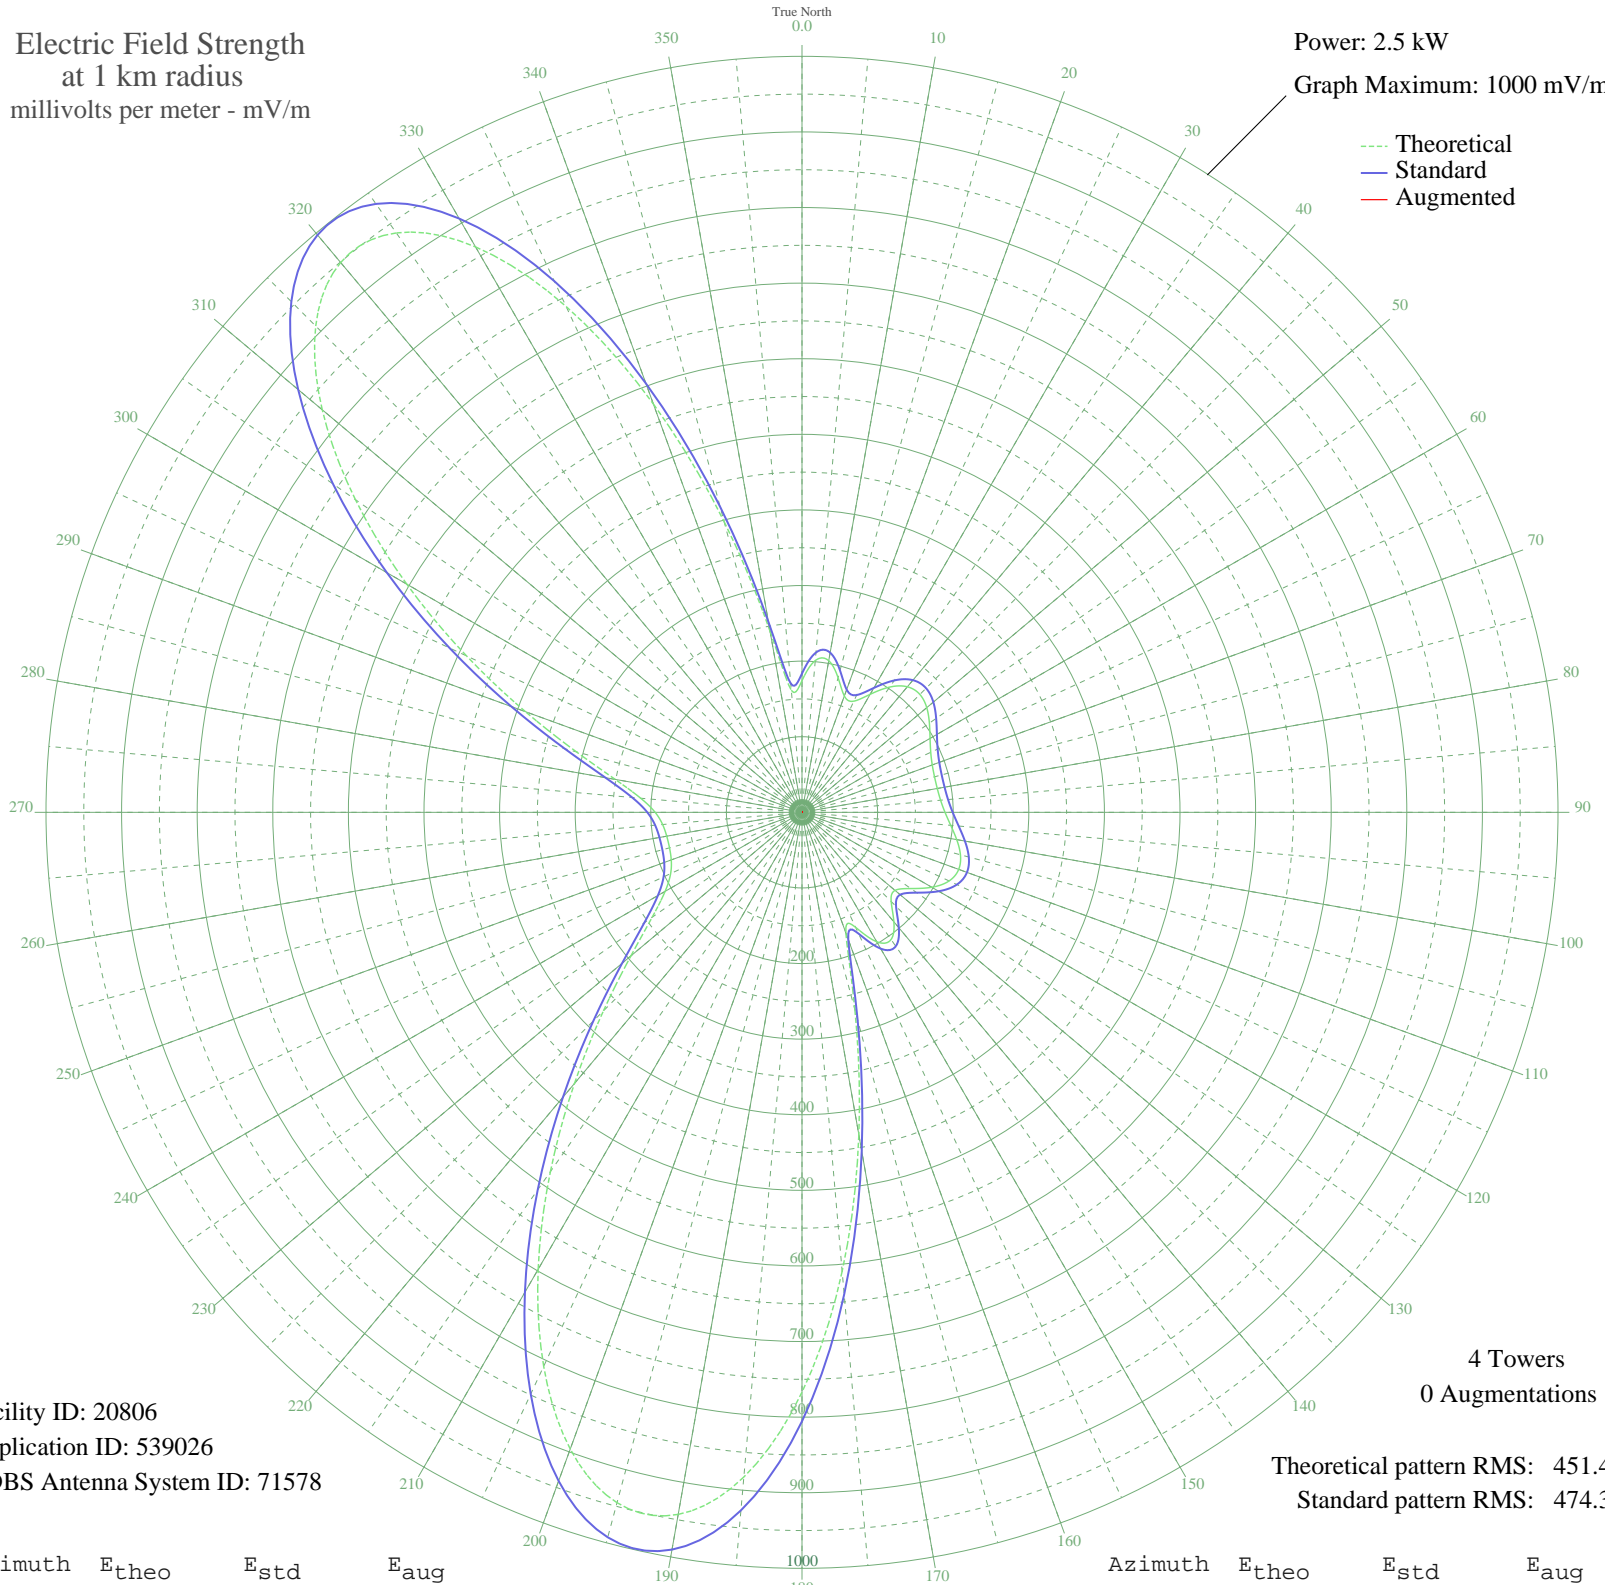 True North
Electric Field Strength
at 1 km radius
millivolts per meter - mV/m
Power: 2.5 kW
Graph Maximum: 1000 mV/m
Theoretical
Standard
Augmented
0.0
10
20
30
40
50
60
70
80
90
100
110
120
130
140
150
160
170
190
200
210
220
230
240
250
260
270
280
290
300
310
320
330
340
350
200
300
400
500
600
700
800
900
1000
4 Towers
0 Augmentations
cility ID: 20806
plication ID: 539026
DBS Antenna System ID: 71578
Theoretical pattern RMS: 451.4
Standard pattern RMS: 474.3
imuth Etheo Estd Eaug
Azimuth Etheo Estd Eaug